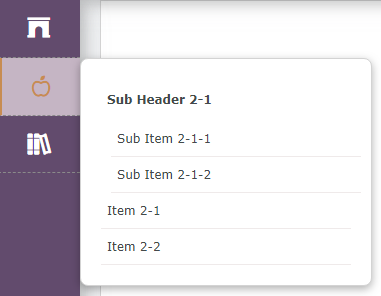 Sub Header 2-1
Sub Item 2-1-1
Sub Item 2-1-2
Item 2-1
Item 2-2